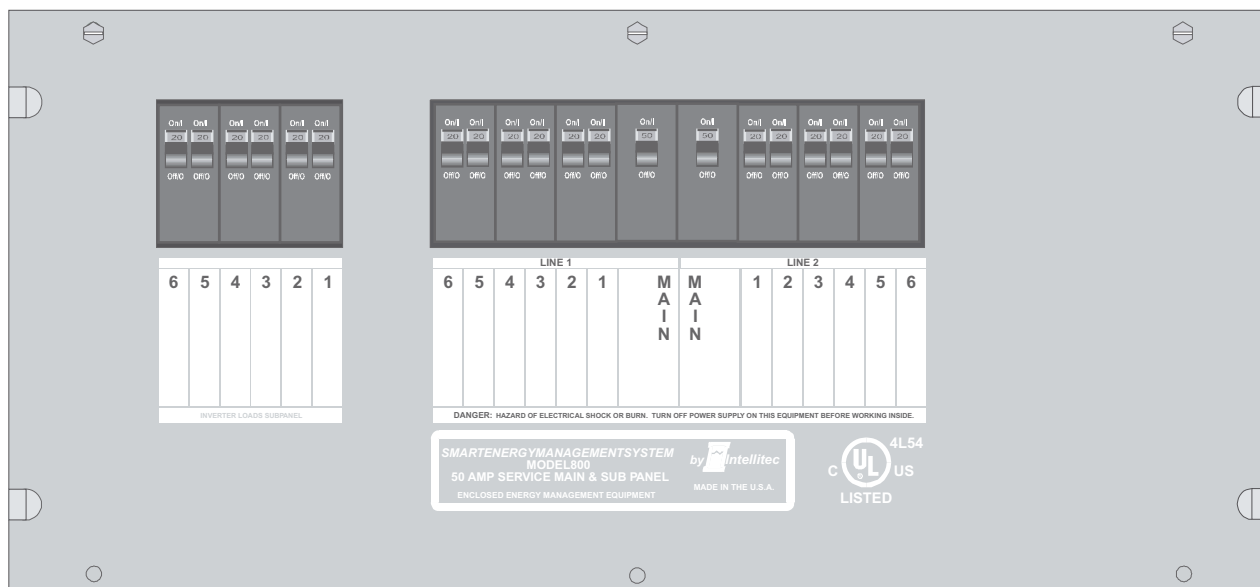 On/I On/I On/I On/I On/I On/I
20 20 20 20 20 20
Off/O Off/O Off/O Off/O Off/O Off/O
6 5 4 3 2 1
INVERTER LOADS SUBPANEL
On/I On/I On/I On/I On/I On/I On/I On/I On/I On/I On/I On/I On/I On/I
20 20 20 20 20 20 50 50 20 20 20 20 20 20
Off/O Off/O Off/O Off/O Off/O Off/O Off/O Off/O Off/O Off/O Off/O Off/O Off/O Off/O
LINE 1 LINE 2
6 5 4 3 2 1 MAIN MAIN 1 2 3 4 5 6
DANGER: HAZARD OF ELECTRICAL SHOCK OR BURN. TURN OFF POWER SUPPLY ON THIS EQUIPMENT BEFORE WORKING INSIDE.
SMARTENERGYMANAGEMENTSYSTEM
MODEL800
50 AMP SERVICE MAIN & SUB PANEL
ENCLOSED ENERGY MANAGEMENT EQUIPMENT
by Intellitec
MADE IN THE U.S.A.
4L54
C UL ® US
LISTED